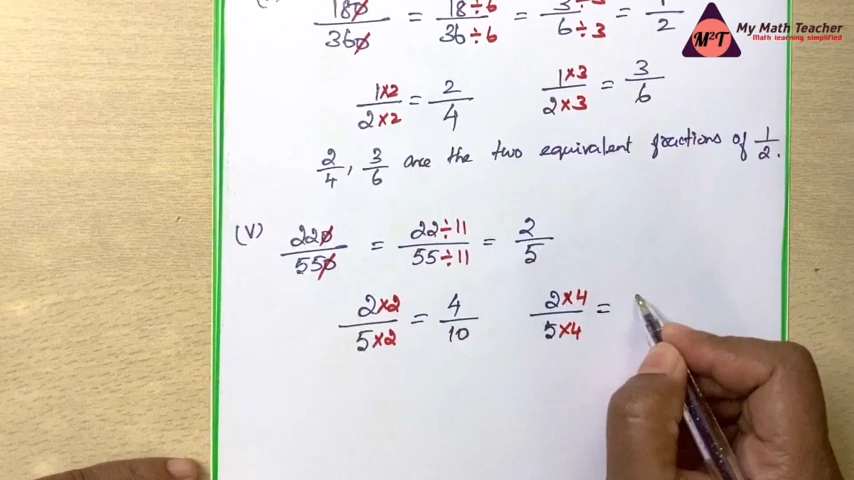 180/360 = 18÷6/36÷6 = 3÷3/6÷3 = 1/2
My Math Teacher
Math learning simplified
M²T
1×2/2×2 = 2/4 1×3/2×3 = 3/6
2/4, 3/6 are the two equivalent fractions of 1/2.
(V) 220/550 = 22÷11/55÷11 = 2/5
2×2/5×2 = 4/10 2×4/5×4 =